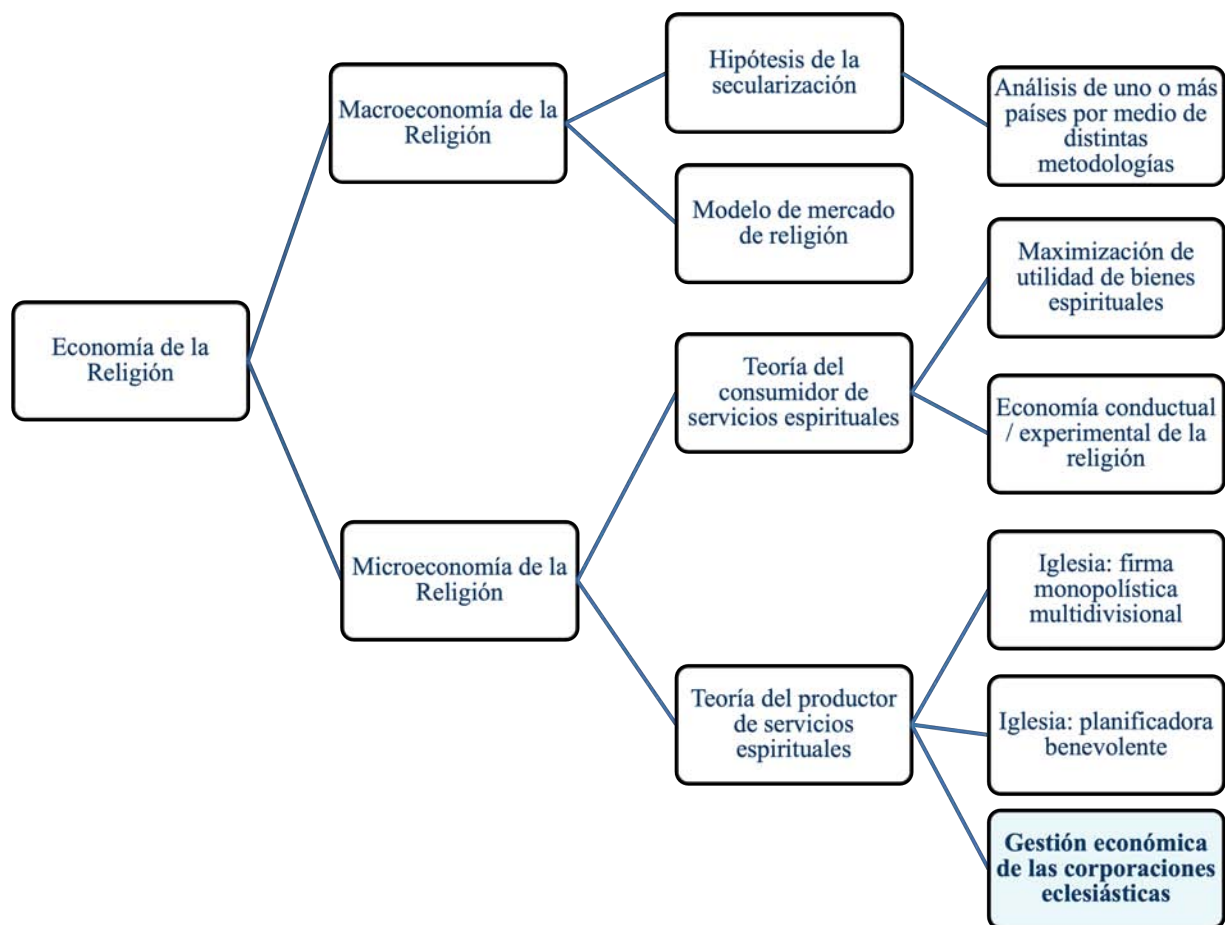 Economía de la
Religión
Macroeconomía de la
Religión
Hipótesis de la
secularización
Análisis de uno o más
países por medio de
distintas
metodologías
Modelo de mercado
de religión
Microeconomía de la
Religión
Teoría del
consumidor de
servicios espirituales
Maximización de
utilidad de bienes
espirituales
Economía conductual
/ experimental de la
religión
Teoría del productor
de servicios
espirituales
Iglesia: firma
monopolística
multidivisional
Iglesia: planificadora
benevolente
Gestión económica
de las corporaciones
eclesiásticas